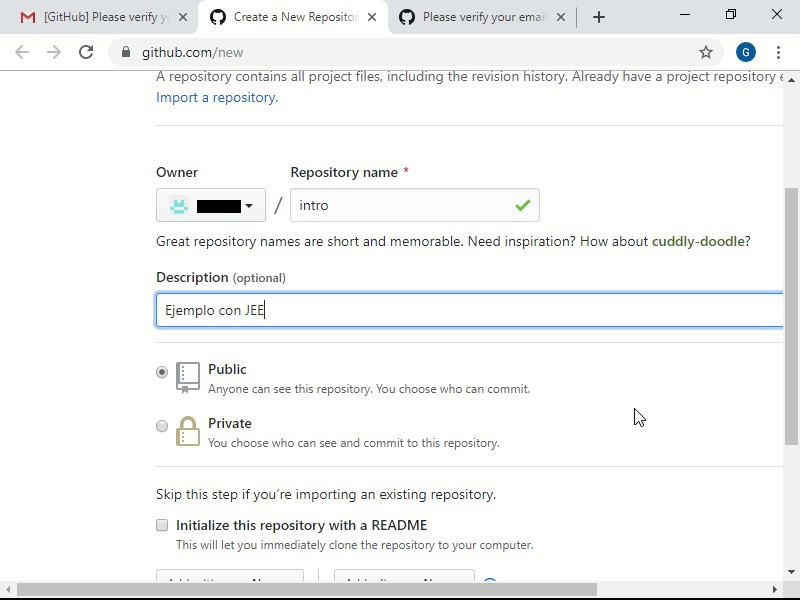 [GitHub] Please verify y
Create a New Repositor
Please verify your email
github.com/new
G
A repository contains all project files, including the revision history. Already have a project repository e
Import a repository.
Owner
Repository name *
/
intro
Great repository names are short and memorable. Need inspiration? How about cuddly-doodle?
Description (optional)
Ejemplo con JEE
Public
Anyone can see this repository. You choose who can commit.
Private
You choose who can see and commit to this repository.
Skip this step if you're importing an existing repository.
Initialize this repository with a README
This will let you immediately clone the repository to your computer.